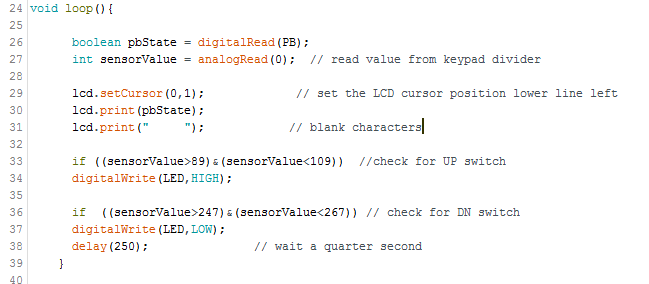 24 void loop(){
25
26 boolean pbState = digitalRead(PB);
27 int sensorValue = analogRead(0); // read value from keypad divider
28
29 lcd.setCursor(0,1); // set the LCD cursor position lower line left
30 lcd.print(pbState);
31 lcd.print("      "); // blank characters
32
33 if ((sensorValue>89)&(sensorValue<109)) //check for UP switch
34 digitalWrite(LED,HIGH);
35
36 if  ((sensorValue>247)&(sensorValue<267)) // check for DN switch
37 digitalWrite(LED,LOW);
38 delay(250); // wait a quarter second
39 }
40